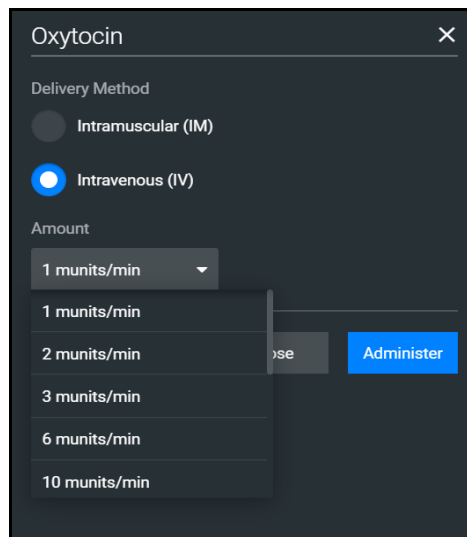 Oxytocin
Delivery Method
Intramuscular (IM)
Intravenous (IV)
Amount
1 munits/min
1 munits/min
2 munits/min
3 munits/min
6 munits/min
10 munits/min
Administer